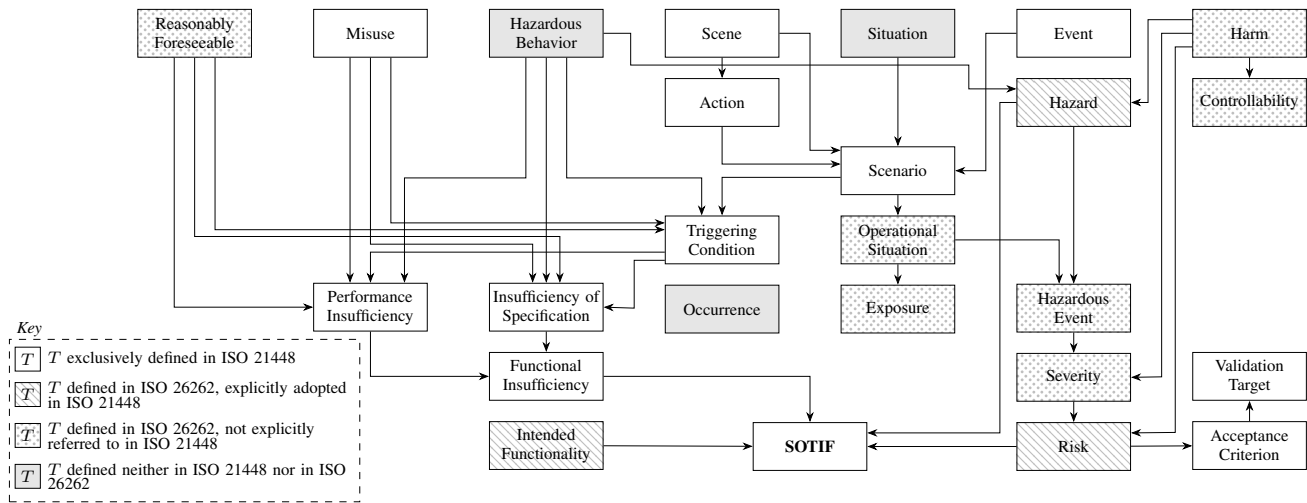 Reasonably
Foreseeable
Misuse
Hazardous
Behavior
Scene
Situation
Event
Harm
Action
Hazard
Controllability
Scenario
Triggering
Condition
Operational
Situation
Performance
Insufficiency
Insufficiency of
Specification
Occurrence
Exposure
Hazardous
Event
Functional
Insufficiency
Severity
Validation
Target
Intended
Functionality
SOTIF
Risk
Acceptance
Criterion
Key
T T exclusively defined in ISO 21448
T T defined in ISO 26262, explicitly adopted
in ISO 21448
T T defined in ISO 26262, not explicitly
referred to in ISO 21448
T T defined neither in ISO 21448 nor in ISO
26262